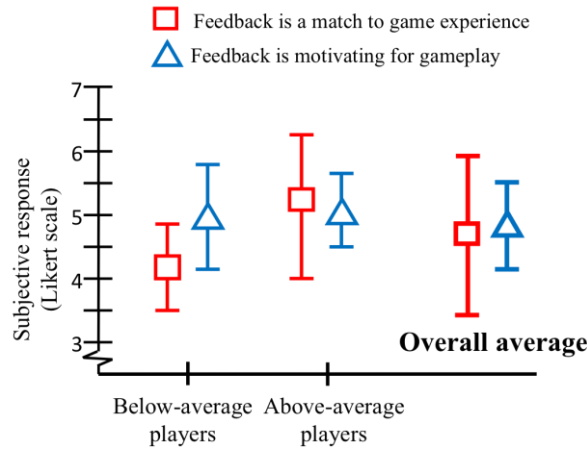 Feedback is a match to game experience
Feedback is motivating for gameplay
7
6
5
4
3
Subjective response
(Likert scale)
Overall average
Below-average
players
Above-average
players